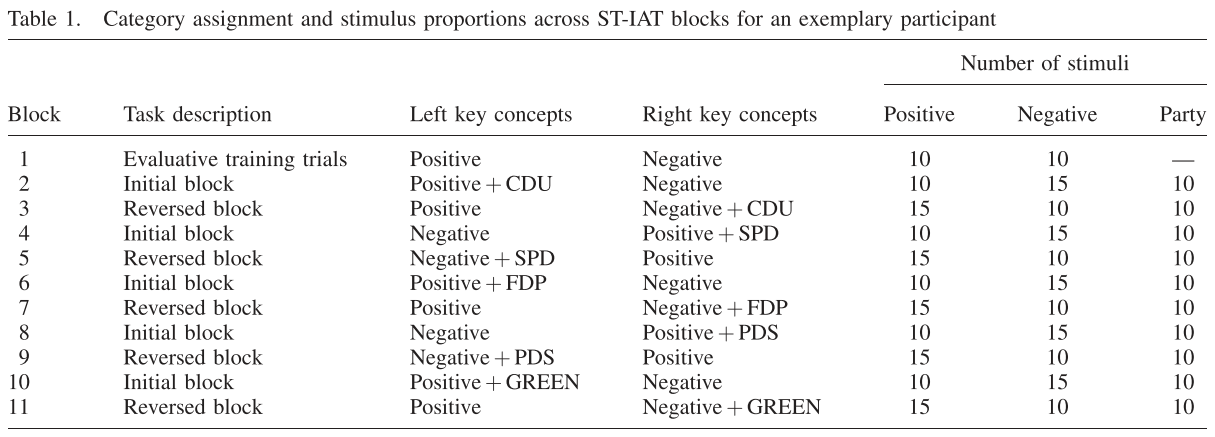 Table 1. Category assignment and stimulus proportions across ST-IAT blocks for an exemplary participant
Number of stimuli
Block Task description Left key concepts Right key concepts Positive Negative Party
1 Evaluative training trials Positive Negative 10 10 —
2 Initial block Positive + CDU Negative 10 15 10
3 Reversed block Positive Negative + CDU 15 10 10
4 Initial block Negative Positive + SPD 10 15 10
5 Reversed block Negative + SPD Positive 15 10 10
6 Initial block Positive + FDP Negative 10 15 10
7 Reversed block Positive Negative + FDP 15 10 10
8 Initial block Negative Positive + PDS 10 15 10
9 Reversed block Negative + PDS Positive 15 10 10
10 Initial block Positive + GREEN Negative 10 15 10
11 Reversed block Positive Negative + GREEN 15 10 10